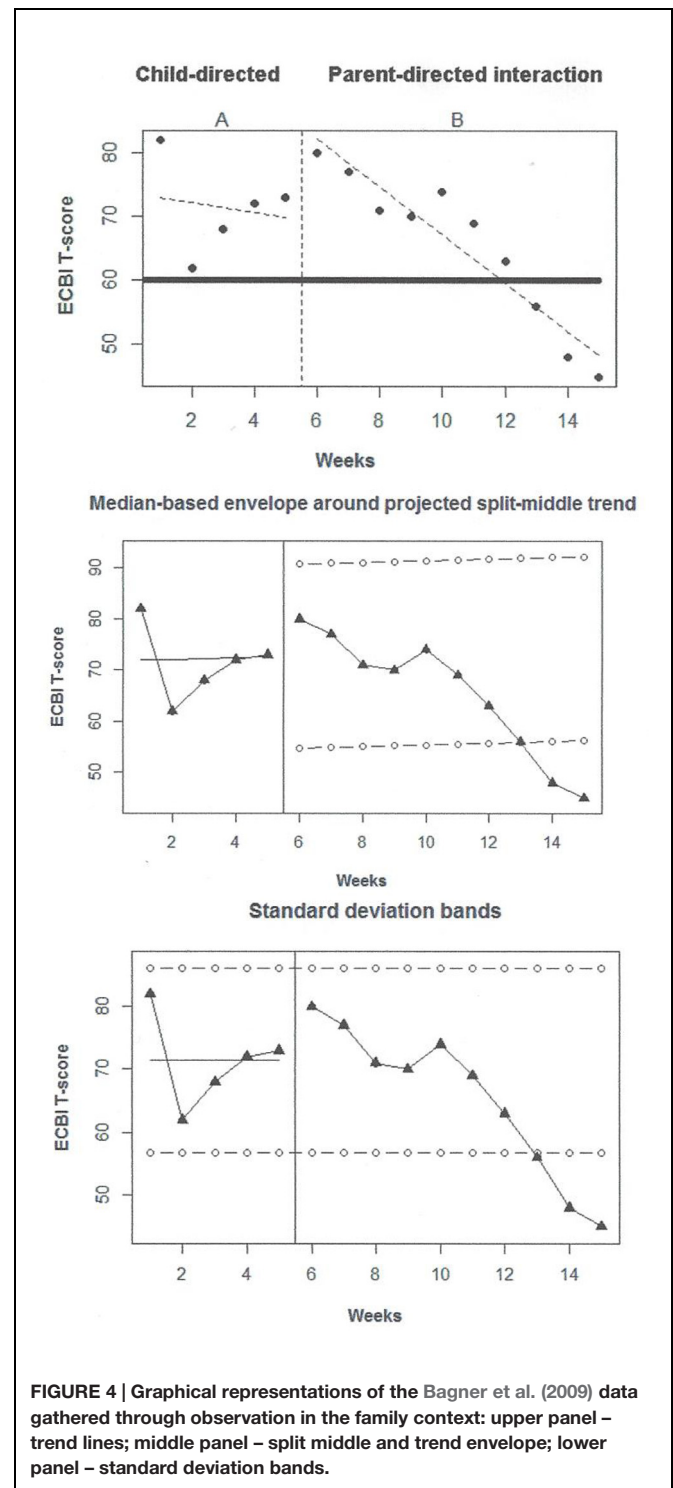 Child-directed Parent-directed interaction
A B
ECBI T-score
80
70
60
50
2 4 6 8 10 12 14
Weeks
Median-based envelope around projected split-middle trend
ECBI T-score
90
80
70
60
50
2 4 6 8 10 12 14
Weeks
Standard deviation bands
ECBI T-score
80
70
60
50
2 4 6 8 10 12 14
Weeks
FIGURE 4 | Graphical representations of the Bagner et al. (2009) data
gathered through observation in the family context: upper panel –
trend lines; middle panel – split middle and trend envelope; lower
panel – standard deviation bands.